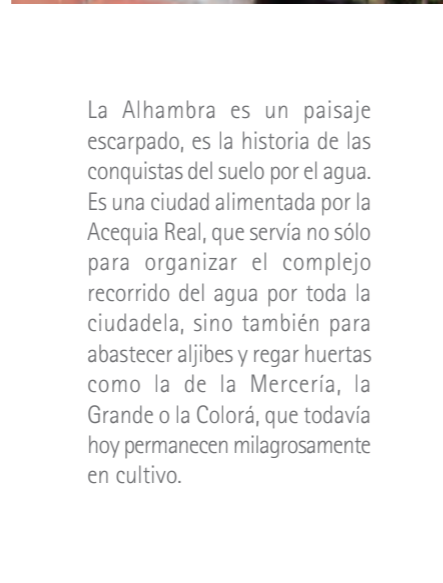 La Alhambra es un paisaje
escarpado, es la historia de las
conquistas del suelo por el agua.
Es una ciudad alimentada por la
Acequia Real, que servía no sólo
para organizar el complejo
recorrido del agua por toda la
ciudadela, sino también para
abastecer aljibes y regar huertas
como la de la Mercería, la
Grande o la Colorá, que todavía
hoy permanecen milagrosamente
en cultivo.